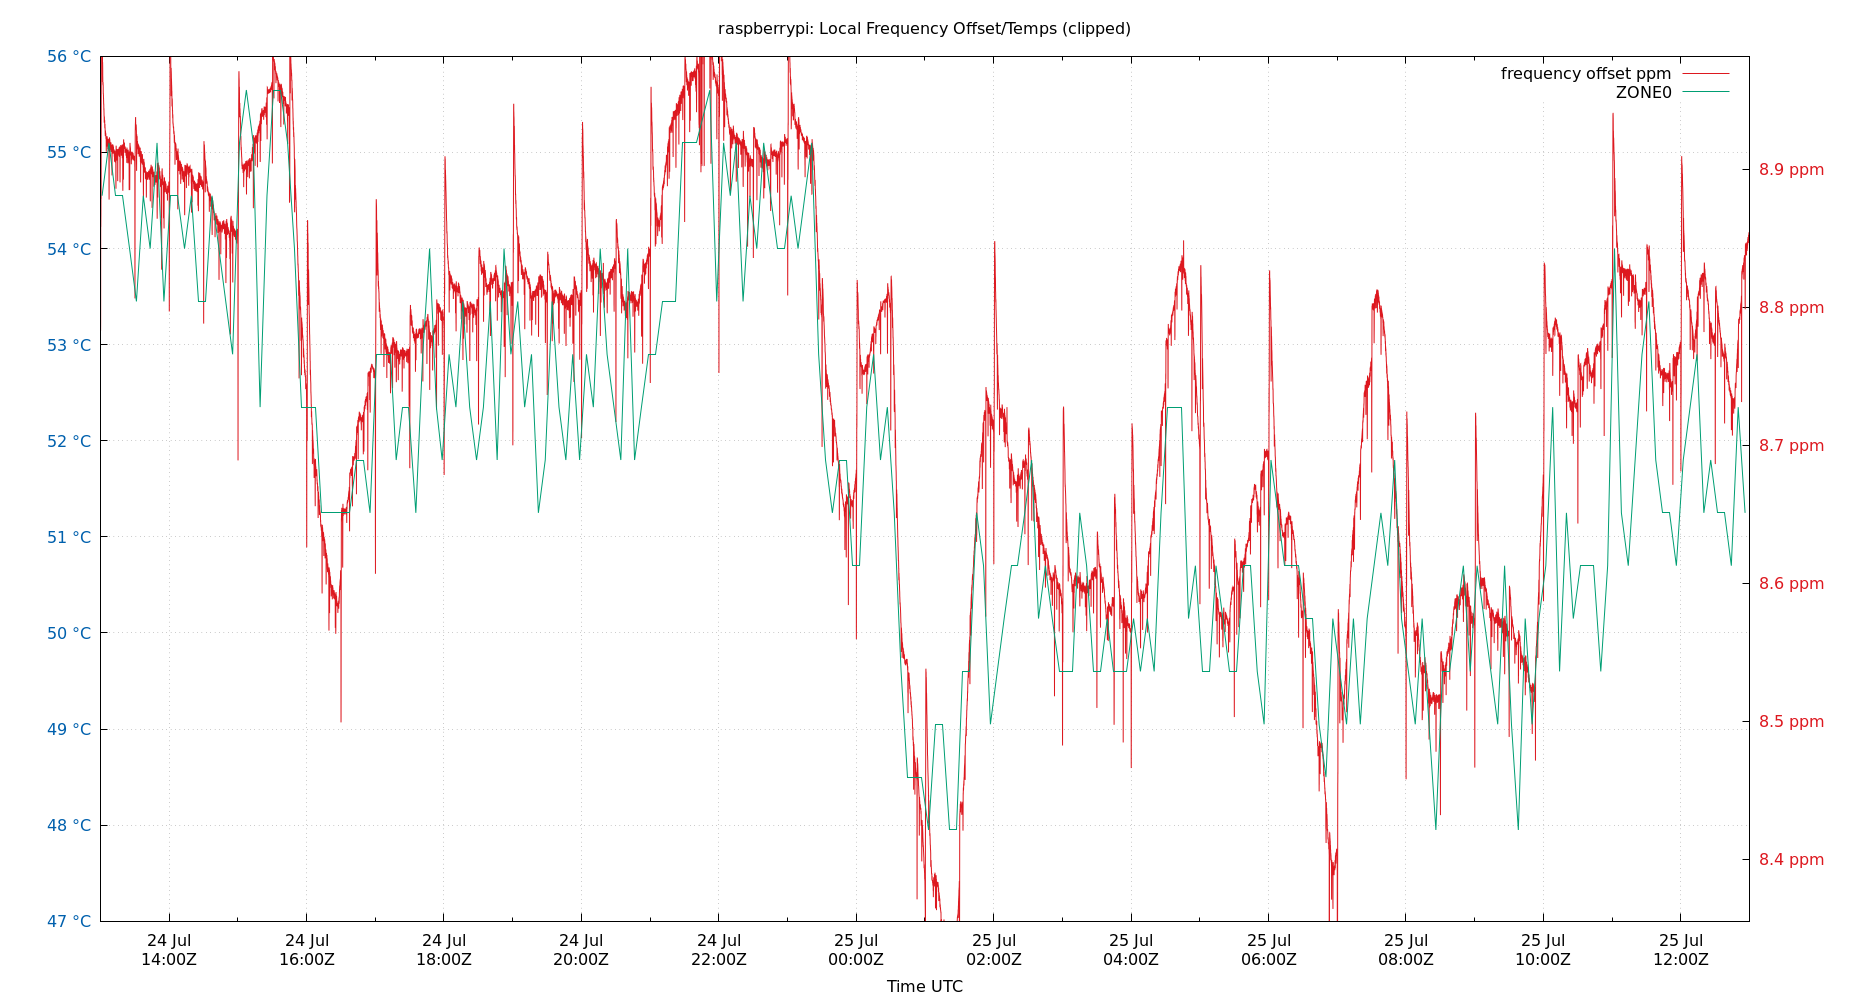 raspberrypi: Local Frequency Offset/Temps (clipped)
56 °C
55 °C
54 °C
53 °C
52 °C
51 °C
50 °C
49 °C
48 °C
47 °C
frequency offset ppm
ZONE0
8.9 ppm
8.8 ppm
8.7 ppm
8.6 ppm
8.5 ppm
8.4 ppm
24 Jul 24 Jul 24 Jul 24 Jul 24 Jul 25 Jul 25 Jul 25 Jul 25 Jul 25 Jul 25 Jul 25 Jul
14:00Z 16:00Z 18:00Z 20:00Z 22:00Z 00:00Z 02:00Z 04:00Z 06:00Z 08:00Z 10:00Z 12:00Z
Time UTC